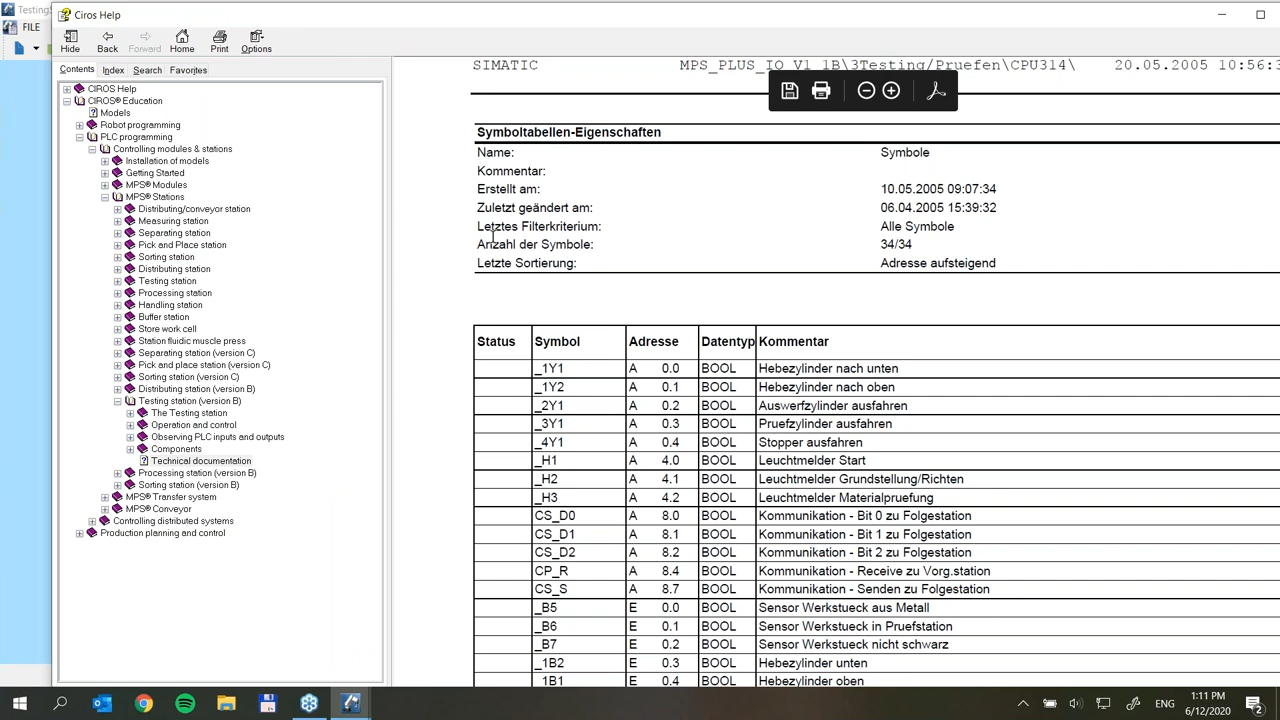 TestingS
FILE
Ciros Help
Hide Back Forward Home Print Options
Contents Index Search Favorites
CIROS Help
CIROS® Education
Models
Robot programming
PLC programming
Controlling modules & stations
Installation of models
Getting Started
MPS® Modules
MPS® Stations
Distributing/conveyor station
Measuring station
Separating station
Pick and Place station
Sorting station
Distributing station
Testing station
Processing station
Handling station
Buffer station
Store work cell
Station fluidic muscle press
Separating station (version C)
Pick and place station (version C)
Sorting station (version C)
Distributing station (version B)
Testing station (version B)
The Testing station
Operation and control
Observing PLC inputs and outputs
Components
Technical documentation
Processing station (version B)
Sorting station (version B)
MPS® Transfer system
MPS® Conveyor
Controlling distributed systems
Production planning and control
SIMATIC MPS_PLUS_IO_V1_1B\3Testing/Pruefen\CPU314\ 20.05.2005 10:56:3
Symboltabellen-Eigenschaften
Name: Symbole
Kommentar:
Erstellt am: 10.05.2005 09:07:34
Zuletzt geändert am: 06.04.2005 15:39:32
Letztes Filterkriterium: Alle Symbole
Anzahl der Symbole: 34/34
Letzte Sortierung: Adresse aufsteigend
Status Symbol Adresse Datentyp Kommentar
_1Y1 A 0.0 BOOL Hebezylinder nach unten
_1Y2 A 0.1 BOOL Hebezylinder nach oben
_2Y1 A 0.2 BOOL Auswerfzylinder ausfahren
_3Y1 A 0.3 BOOL Pruefzylinder ausfahren
_4Y1 A 0.4 BOOL Stopper ausfahren
_H1 A 4.0 BOOL Leuchtmelder Start
_H2 A 4.1 BOOL Leuchtmelder Grundstellung/Richten
_H3 A 4.2 BOOL Leuchtmelder Materialpruefung
CS_D0 A 8.0 BOOL Kommunikation - Bit 0 zu Folgestation
CS_D1 A 8.1 BOOL Kommunikation - Bit 1 zu Folgestation
CS_D2 A 8.2 BOOL Kommunikation - Bit 2 zu Folgestation
CP_R A 8.4 BOOL Kommunikation - Receive zu Vorg.station
CS_S A 8.7 BOOL Kommunikation - Senden zu Folgestation
_B5 E 0.0 BOOL Sensor Werkstueck aus Metall
_B6 E 0.1 BOOL Sensor Werkstueck in Pruefstation
_B7 E 0.2 BOOL Sensor Werkstueck nicht schwarz
_1B2 E 0.3 BOOL Hebezylinder unten
_1B1 E 0.4 BOOL Hebezylinder oben
ENG
1:11 PM
6/12/2020
2